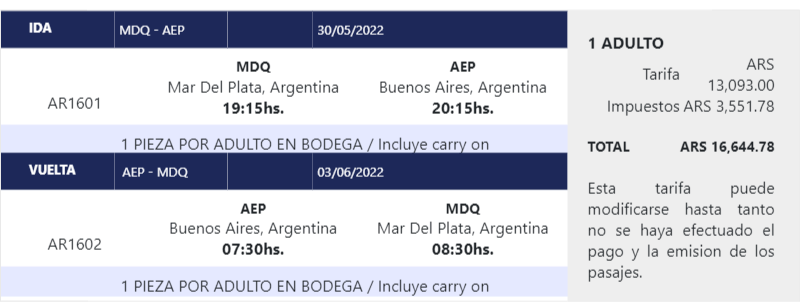 IDA MDQ - AEP 30/05/2022
MDQ AEP
Mar Del Plata, Argentina Buenos Aires, Argentina
AR1601
19:15hs. 20:15hs.
1 PIEZA POR ADULTO EN BODEGA / Incluye carry on
VUELTA AEP - MDQ 03/06/2022
AEP MDQ
Buenos Aires, Argentina Mar Del Plata, Argentina
AR1602
07:30hs. 08:30hs.
1 PIEZA POR ADULTO EN BODEGA / Incluye carry on
1 ADULTO
Tarifa ARS
13,093.00
Impuestos ARS 3,551.78
TOTAL ARS 16,644.78
Esta tarifa puede
modificarse hasta tanto
no se haya efectuado el
pago y la emision de los
pasajes.